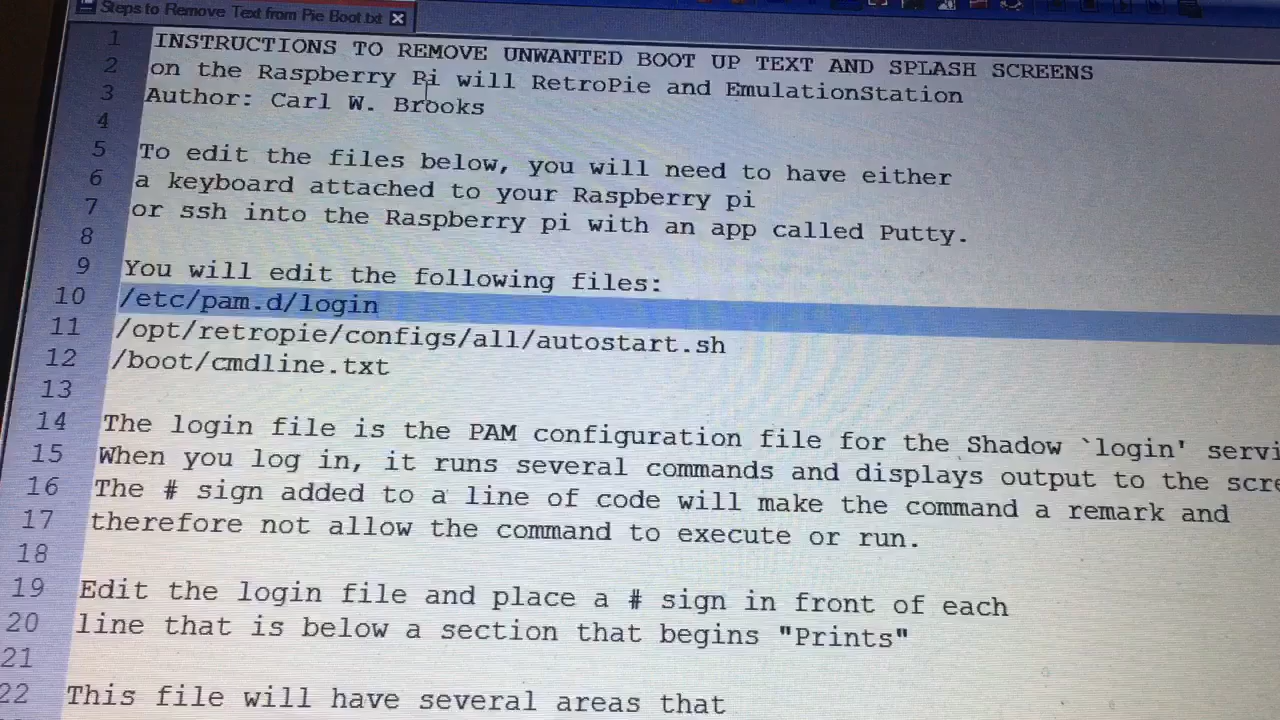 Steps to Remove Text from Pie Boot.txt
1 INSTRUCTIONS TO REMOVE UNWANTED BOOT UP TEXT AND SPLASH SCREENS
2 on the Raspberry Pi will RetroPie and EmulationStation
3 Author: Carl W. Brooks
4
5 To edit the files below, you will need to have either
6 a keyboard attached to your Raspberry pi
7 or ssh into the Raspberry pi with an app called Putty.
8
9 You will edit the following files:
10 /etc/pam.d/login
11 /opt/retropie/configs/all/autostart.sh
12 /boot/cmdline.txt
13
14 The login file is the PAM configuration file for the Shadow `login' servi
15 When you log in, it runs several commands and displays output to the scre
16 The # sign added to a line of code will make the command a remark and
17 therefore not allow the command to execute or run.
18
19 Edit the login file and place a # sign in front of each
20 line that is below a section that begins "Prints"
21
22 This file will have several areas that